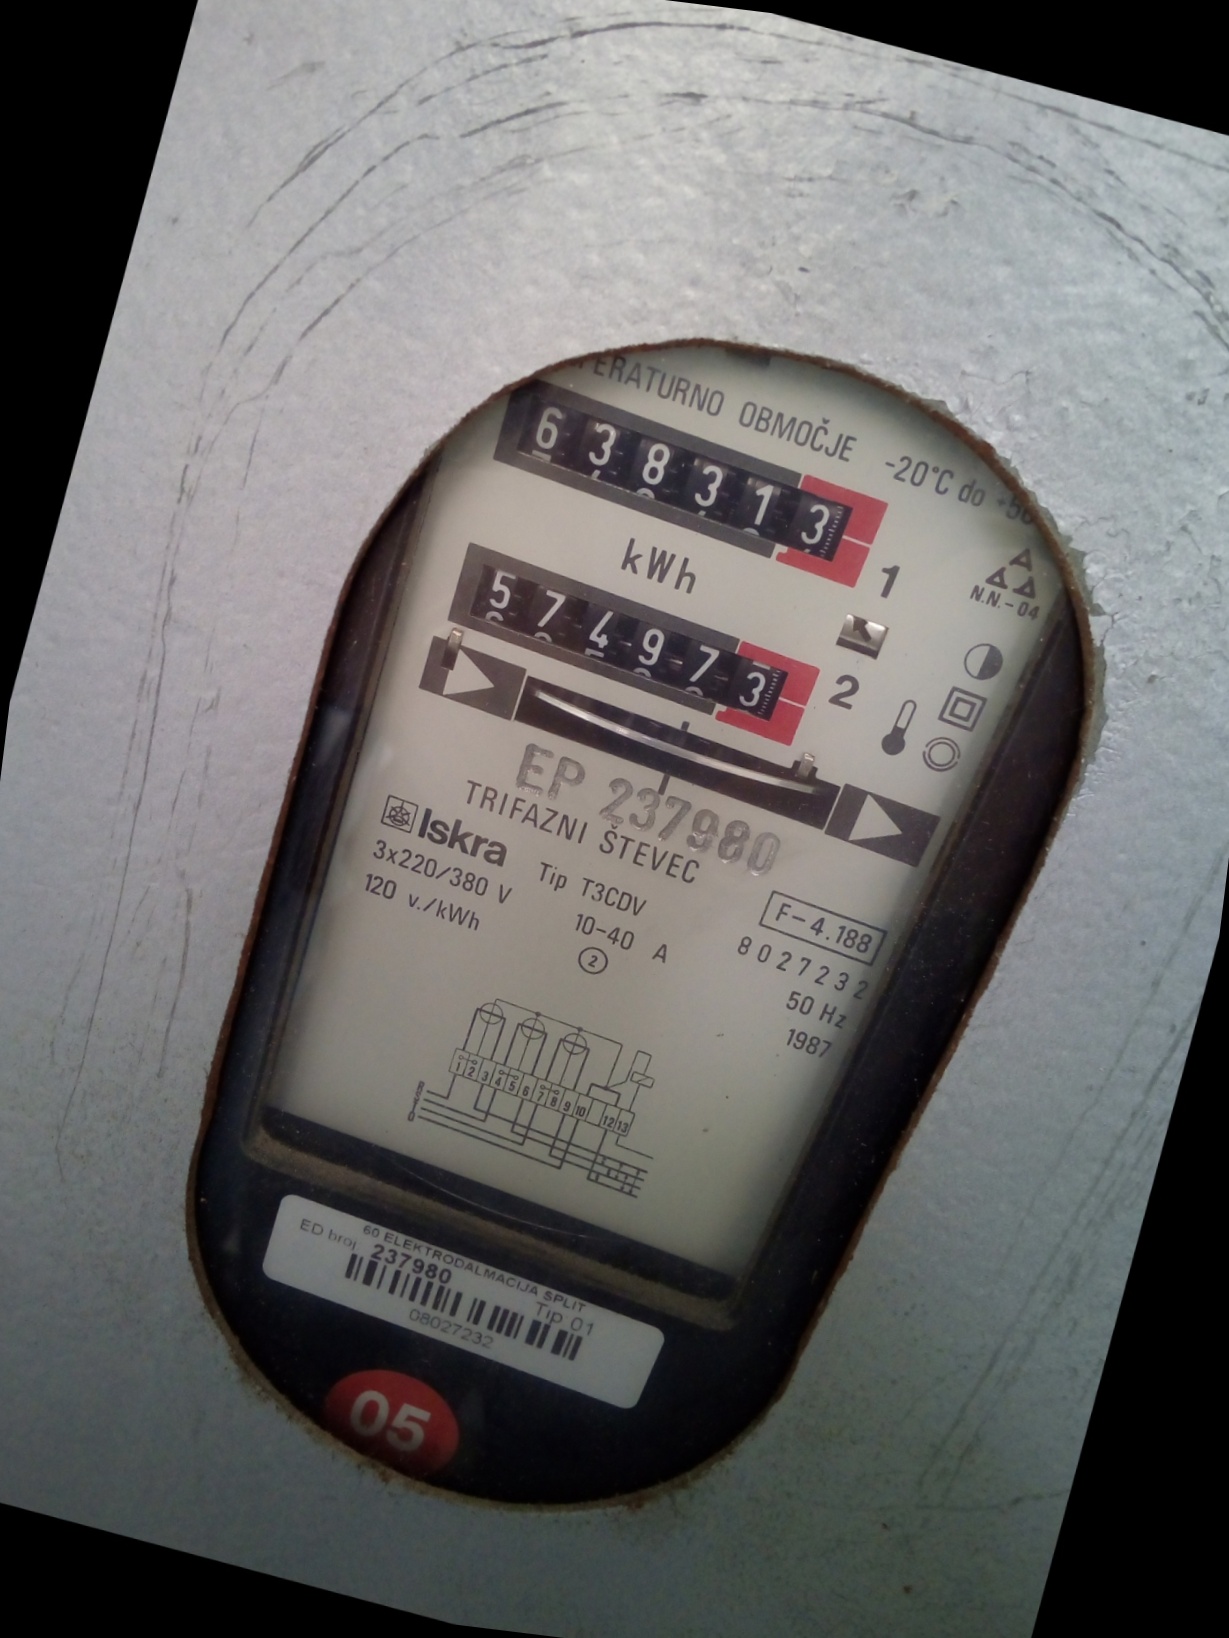 ERATURNO OBMOČJE -20°C do +50
638313
1
kWh
N.N.-04
574973
2
EP 237980
TRIFAZNI ŠTEVEC
Iskra
Tip T3CDV
3x220/380 V
10-40 A
120 v./kWh
2
F-4.188
8027232
50 Hz
1987
1 2 3 4 5 6 7 8 9 10 12 13
60 ELEKTRODALMACIJA SPLIT
ED broj 237980
Tip 01
08027232
05